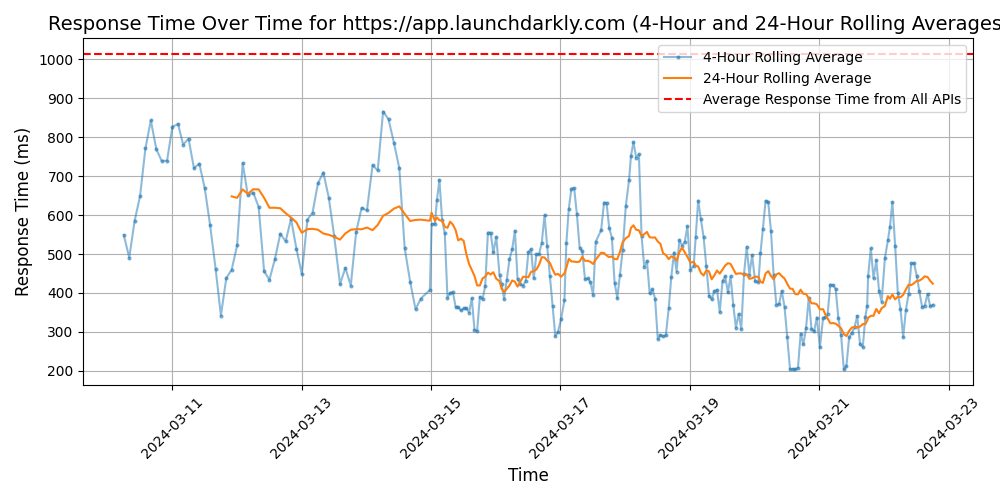 Response Time Over Time for https://app.launchdarkly.com (4-Hour and 24-Hour Rolling Averages
4-Hour Rolling Average
24-Hour Rolling Average
Average Response Time from All APIs
Response Time (ms)
1000
900
800
700
600
500
400
300
200
2024-03-11
2024-03-13
2024-03-15
2024-03-17
2024-03-19
2024-03-21
2024-03-23
Time